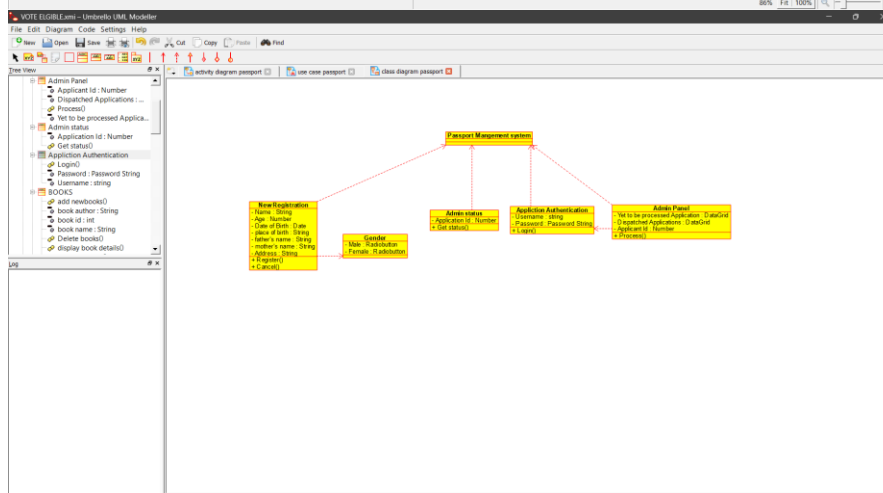 86% Fit 100%
VOTE ELGIBLE.xmi - Umbrello UML Modeller
File Edit Diagram Code Settings Help
New Open Save Cut Copy Paste Find
Tree View
activity diagram passport use case passport class diagram passport
Admin Panel
Applicant Id : Number
Dispatched Applications : ...
Process()
Yet to be processed Applica...
Admin status
Application Id : Number
Get status()
Appliction Authentication
Login()
Password : Password String
Username : string
BOOKS
add newbooks()
book author : String
book id : int
book name : String
Delete books()
display book details()
Log
Passport Mangement system
New Registration
- Name : String
- Age : Number
- Date of Birth : Date
- place of birth : String
- father's name : String
- mother's name : String
- Address : String
+ Register()
+ Cancel()
Gender
- Male : Radiobutton
- Female : Radiobutton
Admin status
- Application Id : Number
+ Get status()
Appliction Authentication
- Username : string
- Password : Password String
+ Login()
Admin Panel
- Yet to be processed Application : DataGrid
- Dispatched Applications : DataGrid
- Applicant Id : Number
+ Process()